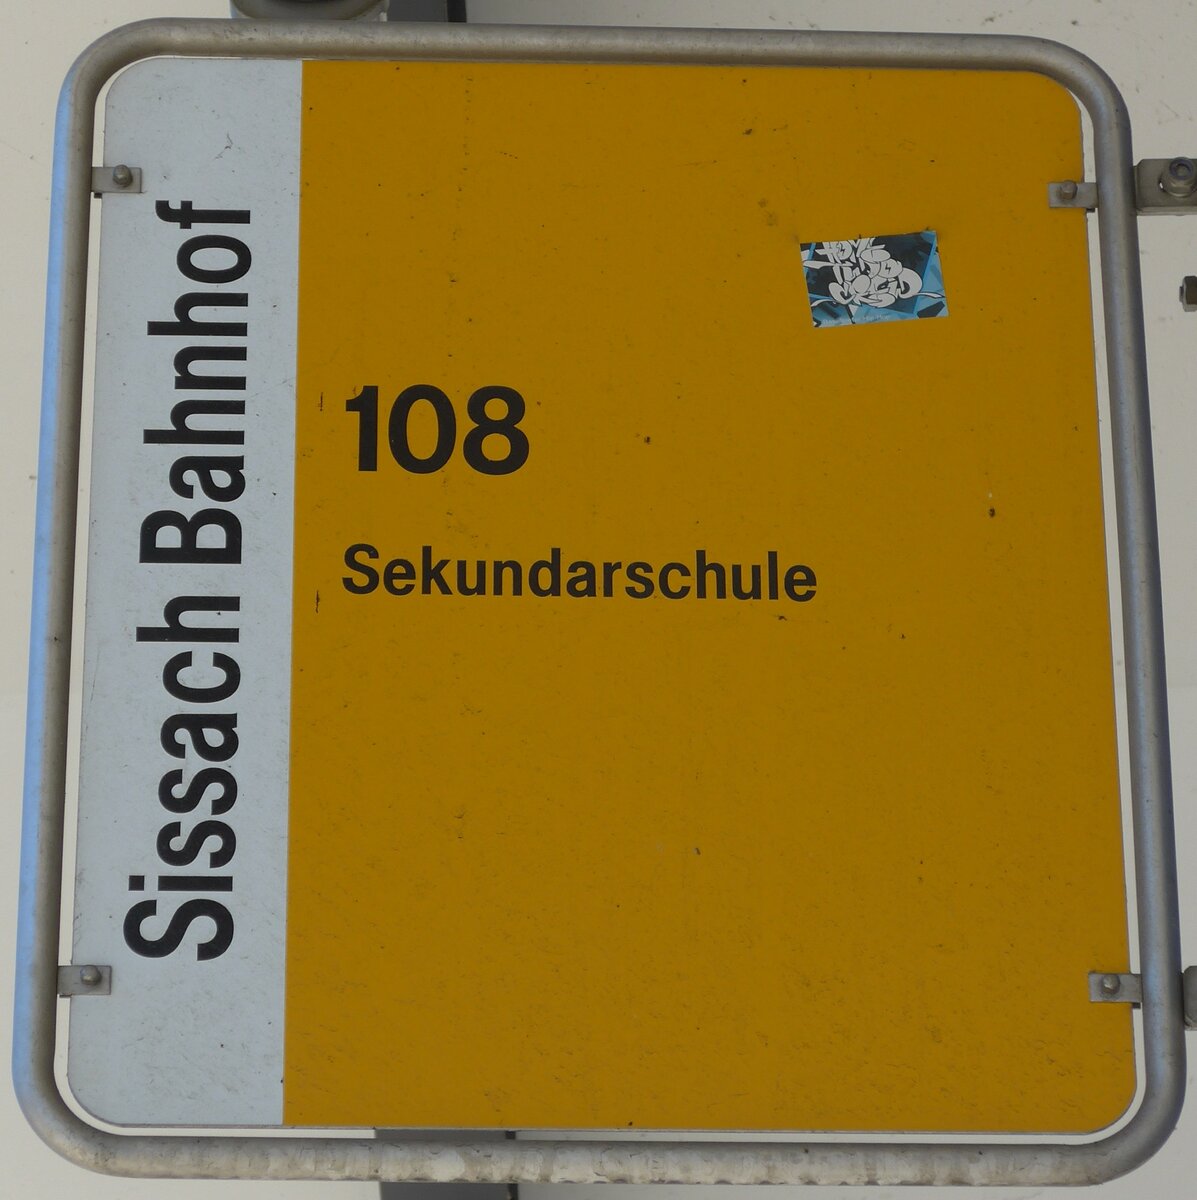 Sissach Bahnhof
108
Sekundarschule